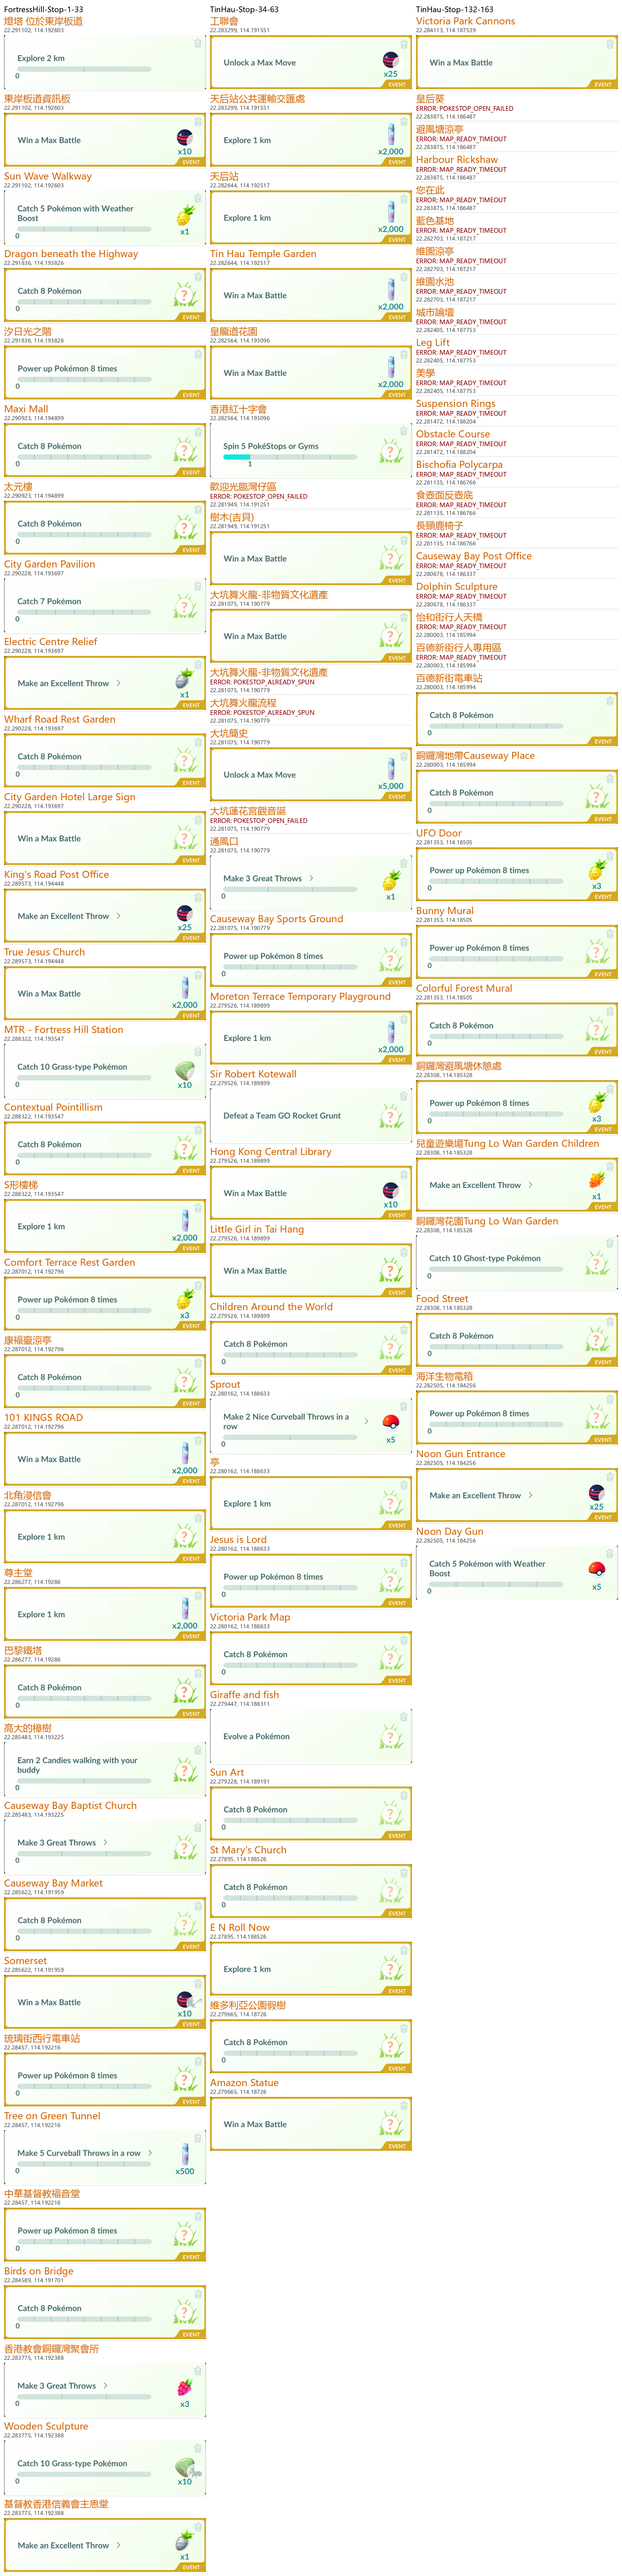 FortressHill-Stop-1-33
燈塔 位於東岸板道
22.291102, 114.192603
Explore 2 km
0
東岸板道資訊板
22.291102, 114.192603
Win a Max Battle
x10
EVENT
Sun Wave Walkway
22.291102, 114.192603
Catch 5 Pokémon with Weather
Boost
0
x1
Dragon beneath the Highway
22.291836, 114.193826
Catch 8 Pokémon
0
?
EVENT
汐日光之階
22.291836, 114.193826
Power up Pokémon 8 times
0
EVENT
Maxi Mall
22.290923, 114.194899
Catch 8 Pokémon
0
?
EVENT
太元樓
22.290923, 114.194899
Catch 8 Pokémon
0
?
EVENT
City Garden Pavilion
22.290228, 114.193697
Catch 7 Pokémon
0
?
Electric Centre Relief
22.290228, 114.193697
Make an Excellent Throw
x1
EVENT
Wharf Road Rest Garden
22.290228, 114.193697
Catch 8 Pokémon
0
?
EVENT
City Garden Hotel Large Sign
22.290228, 114.193697
Win a Max Battle
?
EVENT
King's Road Post Office
22.289573, 114.194448
Make an Excellent Throw
x25
EVENT
True Jesus Church
22.289573, 114.194448
Win a Max Battle
x2,000
EVENT
MTR - Fortress Hill Station
22.288322, 114.193547
Catch 10 Grass-type Pokémon
0
x10
Contextual Pointillism
22.288322, 114.193547
Catch 8 Pokémon
0
?
EVENT
S形樓梯
22.288322, 114.193547
Explore 1 km
x2,000
EVENT
Comfort Terrace Rest Garden
22.287012, 114.192796
Power up Pokémon 8 times
0
x3
EVENT
康福臺涼亭
22.287012, 114.192796
Catch 8 Pokémon
0
?
EVENT
101 KINGS ROAD
22.287012, 114.192796
Win a Max Battle
x2,000
EVENT
北角浸信會
22.287012, 114.192796
Explore 1 km
?
EVENT
尊主堂
22.286277, 114.19286
Explore 1 km
x2,000
EVENT
巴黎鐵塔
22.286277, 114.19286
Catch 8 Pokémon
0
?
EVENT
高大的樟樹
22.285483, 114.193225
Earn 2 Candies walking with your
buddy
0
?
Causeway Bay Baptist Church
22.285483, 114.193225
Make 3 Great Throws
0
?
Causeway Bay Market
22.285622, 114.191959
Catch 8 Pokémon
0
?
EVENT
Somerset
22.285622, 114.191959
Win a Max Battle
x10
EVENT
琉璃街西行電車站
22.28457, 114.192216
Power up Pokémon 8 times
0
?
EVENT
Tree on Green Tunnel
22.28457, 114.192216
Make 5 Curveball Throws in a row
0
x500
中華基督教福音堂
22.28457, 114.192216
Power up Pokémon 8 times
0
?
EVENT
Birds on Bridge
22.284589, 114.191701
Catch 8 Pokémon
0
?
EVENT
香港教會銅鑼灣聚會所
22.283775, 114.192388
Make 3 Great Throws
0
x3
Wooden Sculpture
22.283775, 114.192388
Catch 10 Grass-type Pokémon
0
x10
基督教香港信義會主恩堂
22.283775, 114.192388
Make an Excellent Throw
x1
EVENT
TinHau-Stop-34-63
工聯會
22.283299, 114.191551
Unlock a Max Move
x25
EVENT
天后站公共運輸交匯處
22.283299, 114.191551
Explore 1 km
x2,000
EVENT
天后站
22.282644, 114.192517
Explore 1 km
x2,000
EVENT
Tin Hau Temple Garden
22.282644, 114.192517
Win a Max Battle
x2,000
EVENT
皇龍道花園
22.282564, 114.193096
Win a Max Battle
x2,000
EVENT
香港紅十字會
22.282564, 114.193096
Spin 5 PokéStops or Gyms
1
?
歡迎光臨灣仔區
ERROR: POKESTOP_OPEN_FAILED
22.281949, 114.191251
樹木(吉貝)
22.281949, 114.191251
Win a Max Battle
?
EVENT
大坑舞火龍-非物質文化遺產
22.281075, 114.190779
Win a Max Battle
?
EVENT
大坑舞火龍-非物質文化遺產
ERROR: POKESTOP_ALREADY_SPUN
22.281075, 114.190779
大坑舞火龍流程
ERROR: POKESTOP_ALREADY_SPUN
22.281075, 114.190779
大坑簡史
22.281075, 114.190779
Unlock a Max Move
x5,000
EVENT
大坑蓮花宮觀音誕
ERROR: POKESTOP_OPEN_FAILED
22.281075, 114.190779
通風口
22.281075, 114.190779
Make 3 Great Throws
0
x1
Causeway Bay Sports Ground
22.281075, 114.190779
Power up Pokémon 8 times
0
?
EVENT
Moreton Terrace Temporary Playground
22.279526, 114.189899
Explore 1 km
x2,000
EVENT
Sir Robert Kotewall
22.279526, 114.189899
Defeat a Team GO Rocket Grunt
?
Hong Kong Central Library
22.279526, 114.189899
Win a Max Battle
x10
EVENT
Little Girl in Tai Hang
22.279526, 114.189899
Win a Max Battle
?
EVENT
Children Around the World
22.279526, 114.189899
Catch 8 Pokémon
0
?
EVENT
Sprout
22.280162, 114.188633
Make 2 Nice Curveball Throws in a
row
0
x5
亭
22.280162, 114.188633
Explore 1 km
?
EVENT
Jesus is Lord
22.280162, 114.188633
Power up Pokémon 8 times
0
?
EVENT
Victoria Park Map
22.280162, 114.188633
Catch 8 Pokémon
0
?
EVENT
Giraffe and fish
22.279447, 114.188311
Evolve a Pokémon
?
Sun Art
22.279228, 114.189191
Catch 8 Pokémon
0
?
EVENT
St Mary's Church
22.27895, 114.188526
Catch 8 Pokémon
0
?
EVENT
E N Roll Now
22.27895, 114.188526
Explore 1 km
?
EVENT
維多利亞公園假樹
22.279665, 114.18726
Catch 8 Pokémon
0
?
EVENT
Amazon Statue
22.279665, 114.18726
Win a Max Battle
?
EVENT
TinHau-Stop-132-163
Victoria Park Cannons
22.284113, 114.187539
Win a Max Battle
EVENT
皇后葵
ERROR: POKESTOP_OPEN_FAILED
22.283875, 114.186487
避風塘涼亭
ERROR: MAP_READY_TIMEOUT
22.283875, 114.186487
Harbour Rickshaw
ERROR: MAP_READY_TIMEOUT
22.283875, 114.186487
您在此
ERROR: MAP_READY_TIMEOUT
22.283875, 114.186487
藍色基地
ERROR: MAP_READY_TIMEOUT
22.282703, 114.187217
維園涼亭
ERROR: MAP_READY_TIMEOUT
22.282703, 114.187217
維園水池
ERROR: MAP_READY_TIMEOUT
22.282703, 114.187217
城市論壇
ERROR: MAP_READY_TIMEOUT
22.282405, 114.187753
Leg Lift
ERROR: MAP_READY_TIMEOUT
22.282405, 114.187753
美學
ERROR: MAP_READY_TIMEOUT
22.282405, 114.187753
Suspension Rings
ERROR: MAP_READY_TIMEOUT
22.281472, 114.188204
Obstacle Course
ERROR: MAP_READY_TIMEOUT
22.281472, 114.188204
Bischofia Polycarpa
ERROR: MAP_READY_TIMEOUT
22.281135, 114.186766
食壺面反壺底
ERROR: MAP_READY_TIMEOUT
22.281135, 114.186766
長頸鹿椅子
ERROR: MAP_READY_TIMEOUT
22.281135, 114.186766
Causeway Bay Post Office
ERROR: MAP_READY_TIMEOUT
22.280678, 114.186337
Dolphin Sculpture
ERROR: MAP_READY_TIMEOUT
22.280678, 114.186337
怡和街行人天橋
ERROR: MAP_READY_TIMEOUT
22.280003, 114.185994
百德新街行人專用區
ERROR: MAP_READY_TIMEOUT
22.280003, 114.185994
百德新街電車站
22.280003, 114.185994
Catch 8 Pokémon
0
EVENT
銅鑼灣地帶Causeway Place
22.280003, 114.185994
Catch 8 Pokémon
0
?
EVENT
UFO Door
22.281353, 114.18505
Power up Pokémon 8 times
0
x3
EVENT
Bunny Mural
22.281353, 114.18505
Power up Pokémon 8 times
0
?
EVENT
Colorful Forest Mural
22.281353, 114.18505
Catch 8 Pokémon
0
?
EVENT
銅鑼灣避風塘休憩處
22.28308, 114.185328
Power up Pokémon 8 times
0
x3
EVENT
兒童遊樂場Tung Lo Wan Garden Children
22.28308, 114.185328
Make an Excellent Throw
x1
EVENT
銅鑼灣花園Tung Lo Wan Garden
22.28308, 114.185328
Catch 10 Ghost-type Pokémon
0
?
Food Street
22.28308, 114.185328
Catch 8 Pokémon
0
?
EVENT
海洋生物電箱
22.282505, 114.184256
Power up Pokémon 8 times
0
?
EVENT
Noon Gun Entrance
22.282505, 114.184256
Make an Excellent Throw
x25
EVENT
Noon Day Gun
22.282505, 114.184256
Catch 5 Pokémon with Weather
Boost
0
x5